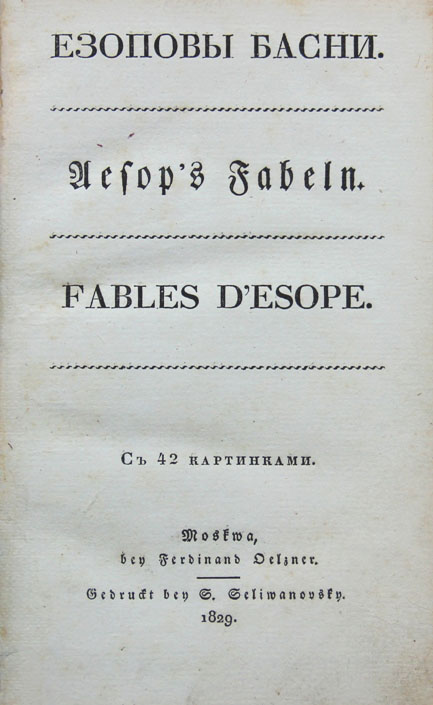 ЕЗОПОВЫ БАСНИ.
Aeſop's Fabeln.
FABLES D'ESOPE.
Съ 42 КАРТИНКАМИ.
Moskwa,
bey Ferdinand Oelzner.
Gedruckt bey S. Seliwanovsky.
1829.